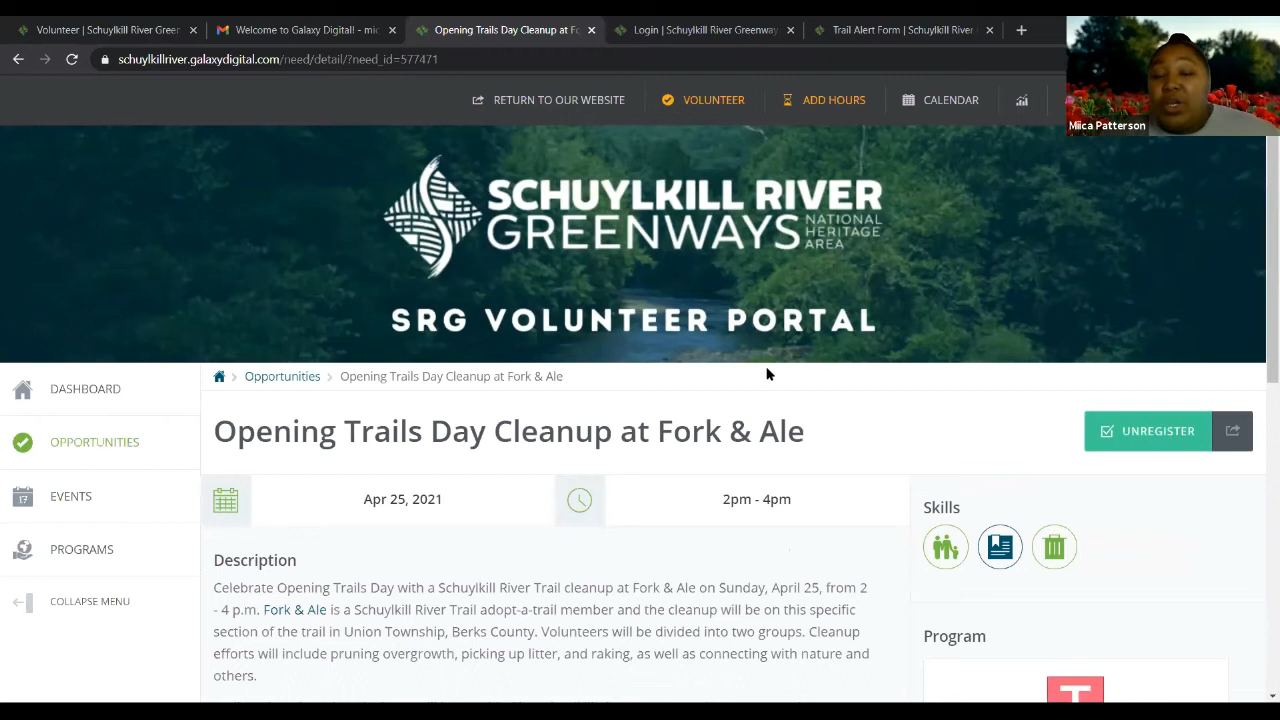 Volunteer | Schuylkill River Green
Welcome to Galaxy Digital! - mi
Opening Trails Day Cleanup at Fo
Login | Schuylkill River Greenway
Trail Alert Form | Schuylkill River
schuylkillriver.galaxydigital.com/need/detail/?need_id=577471
Miica Patterson
RETURN TO OUR WEBSITE
VOLUNTEER
ADD HOURS
CALENDAR
SCHUYLKILL RIVER
GREENWAYS
NATIONAL
HERITAGE
AREA
SRG VOLUNTEER PORTAL
DASHBOARD
OPPORTUNITIES
EVENTS
17
PROGRAMS
COLLAPSE MENU
Opportunities > Opening Trails Day Cleanup at Fork & Ale
Opening Trails Day Cleanup at Fork & Ale
UNREGISTER
Apr 25, 2021
2pm - 4pm
Description
Celebrate Opening Trails Day with a Schuylkill River Trail cleanup at Fork & Ale on Sunday, April 25, from 2
- 4 p.m. Fork & Ale is a Schuylkill River Trail adopt-a-trail member and the cleanup will be on this specific
section of the trail in Union Township, Berks County. Volunteers will be divided into two groups. Cleanup
efforts will include pruning overgrowth, picking up litter, and raking, as well as connecting with nature and
others.
Skills
Program
T